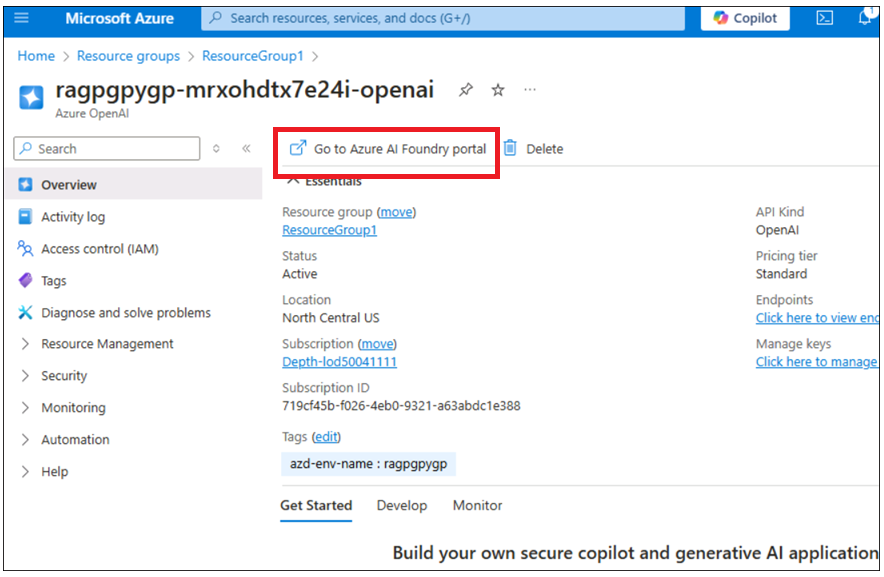 Microsoft Azure
Search resources, services, and docs (G+/)
Copilot
1
Home > Resource groups > ResourceGroup1 >
ragpgpygp-mrxohdtx7e24i-openai
Azure OpenAI
Search
Go to Azure AI Foundry portal
Delete
Overview
Activity log
Access control (IAM)
Tags
Diagnose and solve problems
Resource Management
Security
Monitoring
Automation
Help
Essentials
Resource group (move)
ResourceGroup1
Status
Active
Location
North Central US
Subscription (move)
Depth-lod50041111
Subscription ID
719cf45b-f026-4eb0-9321-a63abdc1e388
Tags (edit)
azd-env-name : ragpgpygp
API Kind
OpenAI
Pricing tier
Standard
Endpoints
Click here to view end
Manage keys
Click here to manage
Get Started Develop Monitor
Build your own secure copilot and generative AI application